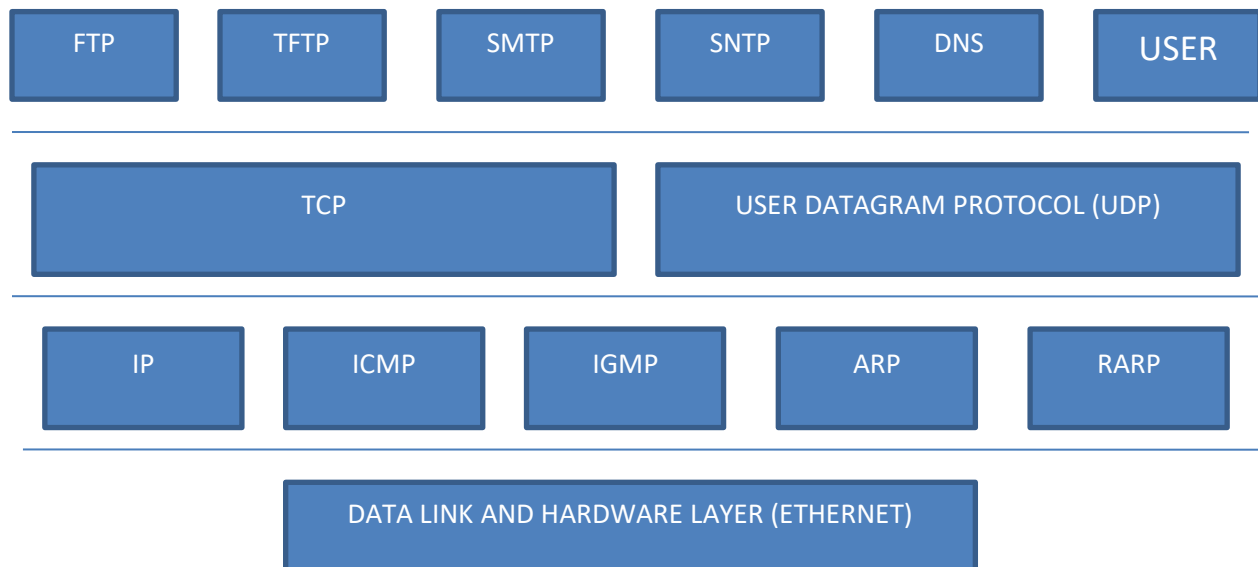 FTP
TFTP
SMTP
SNTP
DNS
USER
TCP
USER DATAGRAM PROTOCOL (UDP)
IP
ICMP
IGMP
ARP
RARP
DATA LINK AND HARDWARE LAYER (ETHERNET)